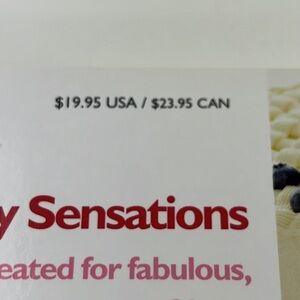 $19.95 USA / $23.95 CAN
y Sensations
eated for fabulous,